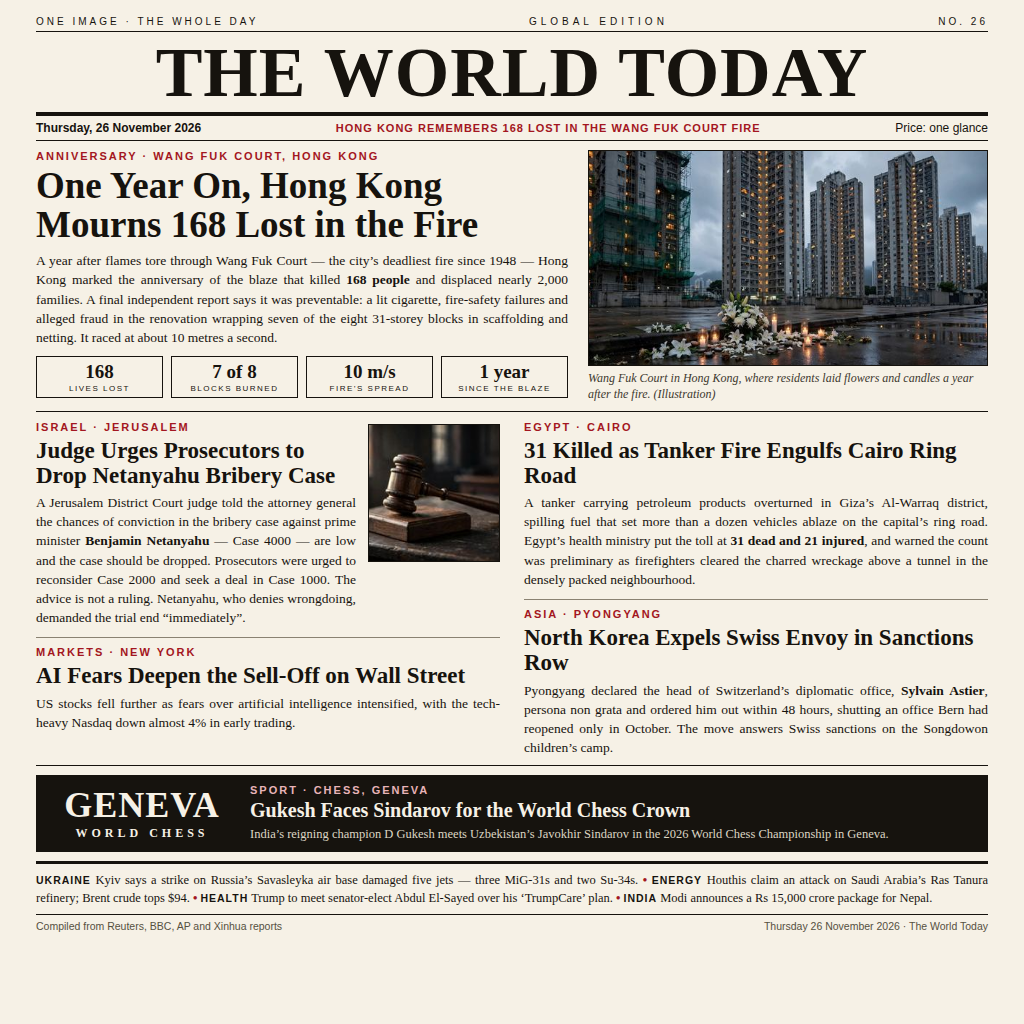 ONE IMAGE · THE WHOLE DAY
GLOBAL EDITION
NO. 26
THE WORLD TODAY
Thursday, 26 November 2026
HONG KONG REMEMBERS 168 LOST IN THE WANG FUK COURT FIRE
Price: one glance
ANNIVERSARY · WANG FUK COURT, HONG KONG
One Year On, Hong Kong
Mourns 168 Lost in the Fire
A year after flames tore through Wang Fuk Court — the city’s deadliest fire since 1948 — Hong
Kong marked the anniversary of the blaze that killed 168 people and displaced nearly 2,000
families. A final independent report says it was preventable: a lit cigarette, fire-safety failures and
alleged fraud in the renovation wrapping seven of the eight 31-storey blocks in scaffolding and
netting. It raced at about 10 metres a second.
168
LIVES LOST
7 of 8
BLOCKS BURNED
10 m/s
FIRE’S SPREAD
1 year
SINCE THE BLAZE
Wang Fuk Court in Hong Kong, where residents laid flowers and candles a year
after the fire. (Illustration)
ISRAEL · JERUSALEM
Judge Urges Prosecutors to
Drop Netanyahu Bribery Case
A Jerusalem District Court judge told the attorney general
the chances of conviction in the bribery case against prime
minister Benjamin Netanyahu — Case 4000 — are low
and the case should be dropped. Prosecutors were urged to
reconsider Case 2000 and seek a deal in Case 1000. The
advice is not a ruling. Netanyahu, who denies wrongdoing,
demanded the trial end “immediately”.
MARKETS · NEW YORK
AI Fears Deepen the Sell-Off on Wall Street
US stocks fell further as fears over artificial intelligence intensified, with the tech-
heavy Nasdaq down almost 4% in early trading.
EGYPT · CAIRO
31 Killed as Tanker Fire Engulfs Cairo Ring
Road
A tanker carrying petroleum products overturned in Giza’s Al-Warraq district,
spilling fuel that set more than a dozen vehicles ablaze on the capital’s ring road.
Egypt’s health ministry put the toll at 31 dead and 21 injured, and warned the count
was preliminary as firefighters cleared the charred wreckage above a tunnel in the
densely packed neighbourhood.
ASIA · PYONGYANG
North Korea Expels Swiss Envoy in Sanctions
Row
Pyongyang declared the head of Switzerland’s diplomatic office, Sylvain Astier,
persona non grata and ordered him out within 48 hours, shutting an office Bern had
reopened only in October. The move answers Swiss sanctions on the Songdowon
children’s camp.
GENEVA
WORLD CHESS
SPORT · CHESS, GENEVA
Gukesh Faces Sindarov for the World Chess Crown
India’s reigning champion D Gukesh meets Uzbekistan’s Javokhir Sindarov in the 2026 World Chess Championship in Geneva.
UKRAINE Kyiv says a strike on Russia’s Savasleyka air base damaged five jets — three MiG-31s and two Su-34s. • ENERGY Houthis claim an attack on Saudi Arabia’s Ras Tanura
refinery; Brent crude tops $94. • HEALTH Trump to meet senator-elect Abdul El-Sayed over his ‘TrumpCare’ plan. • INDIA Modi announces a Rs 15,000 crore package for Nepal.
Compiled from Reuters, BBC, AP and Xinhua reports
Thursday 26 November 2026 · The World Today